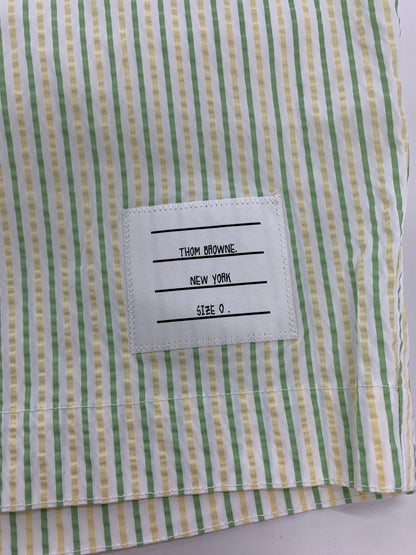 THOM BROWNE.
NEW YORK
SIZE 0 .